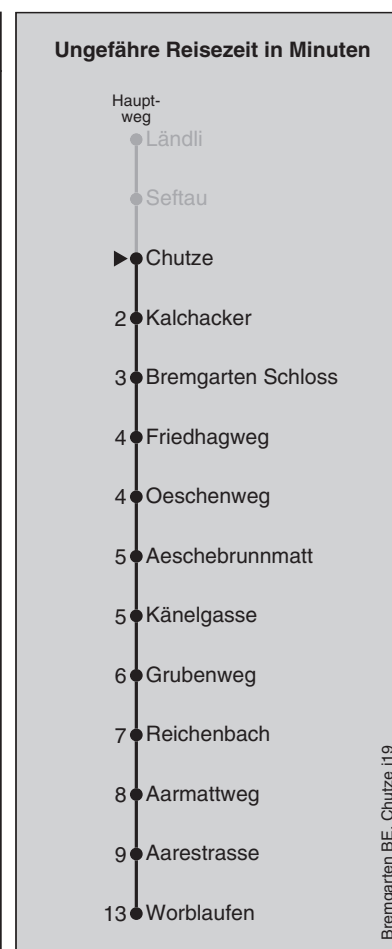 Ungefähre Reisezeit in Minuten
Haupt-
weg
Ländli
Seftau
Chutze
2 Kalchacker
3 Bremgarten Schloss
4 Friedhagweg
4 Oeschenweg
5 Aeschebrunnmatt
5 Känelgasse
6 Grubenweg
7 Reichenbach
8 Aarmattweg
9 Aarestrasse
13 Worblaufen
Bremgarten BE, Chutze j19